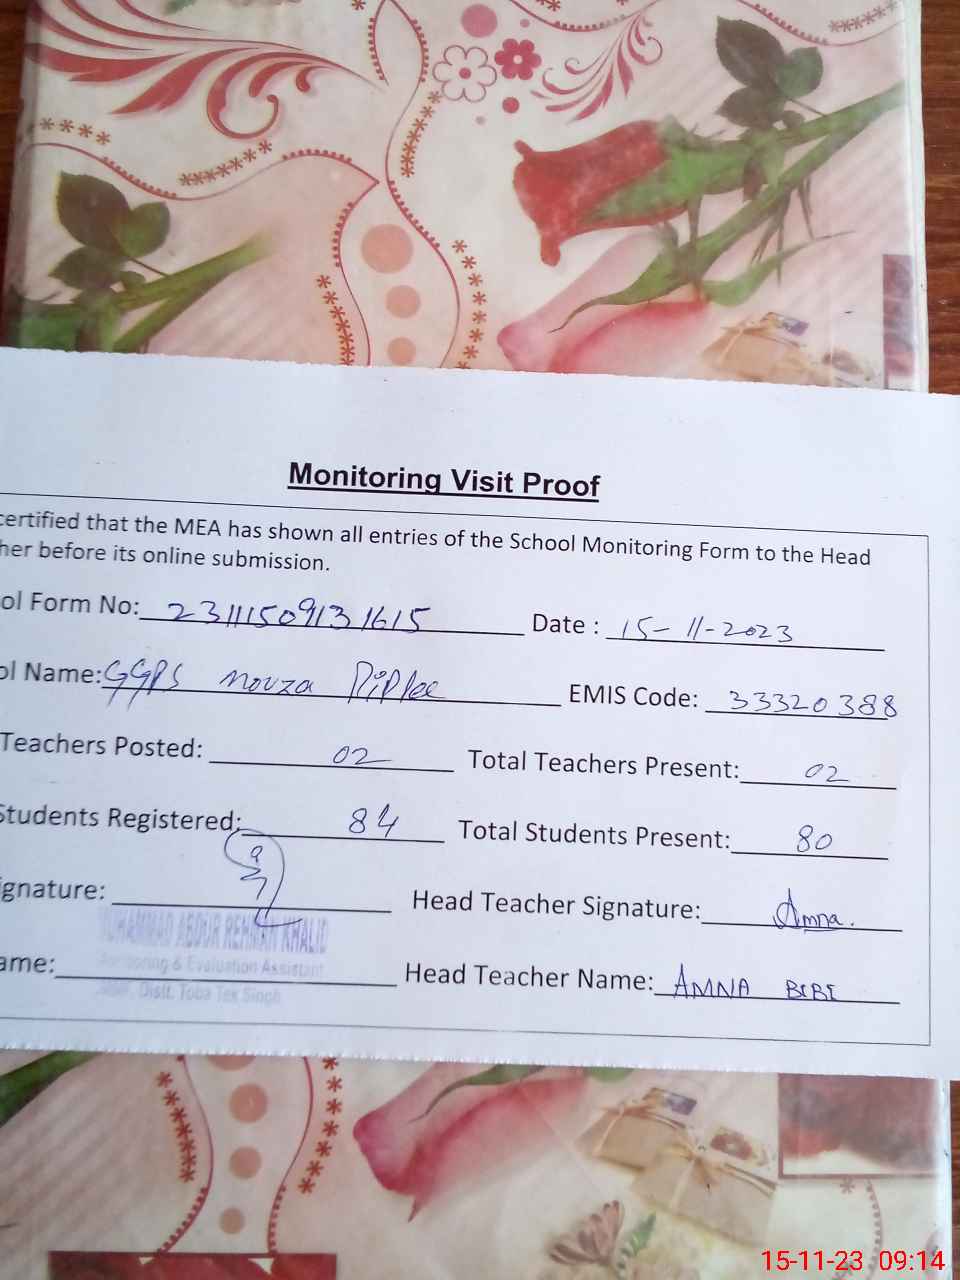 Monitoring Visit Proof
certified that the MEA has shown all entries of the School Monitoring Form to the Head
her before its online submission.
ol Form No: 23111509131615 Date : 15-11-2023
ol Name: GGPS Mouza EMIS Code: 33320388
Teachers Posted: 02 Total Teachers Present: 02
Students Registered: 84 Total Students Present: 80
ignature: Head Teacher Signature: Amna.
MUHAMMAD ABDUR REHMAN KHALID
ame: Head Teacher Name: AMNA BIBI
Monitoring & Evaluation Assistant
Distt. Toba Tek Singh
15-11-23 09:14